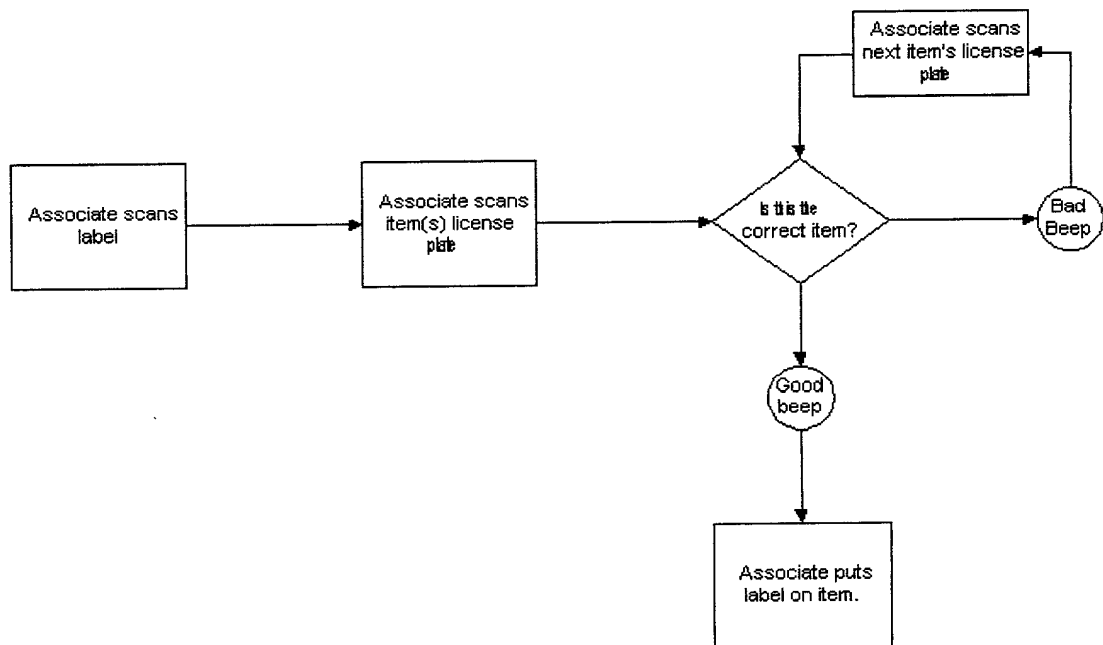 Associate scans
label
Associate scans
item(s) license
plate
Is this the
correct item?
Associate scans
next item's license
plate
Bad
Beep
Good
beep
Associate puts
label on item.